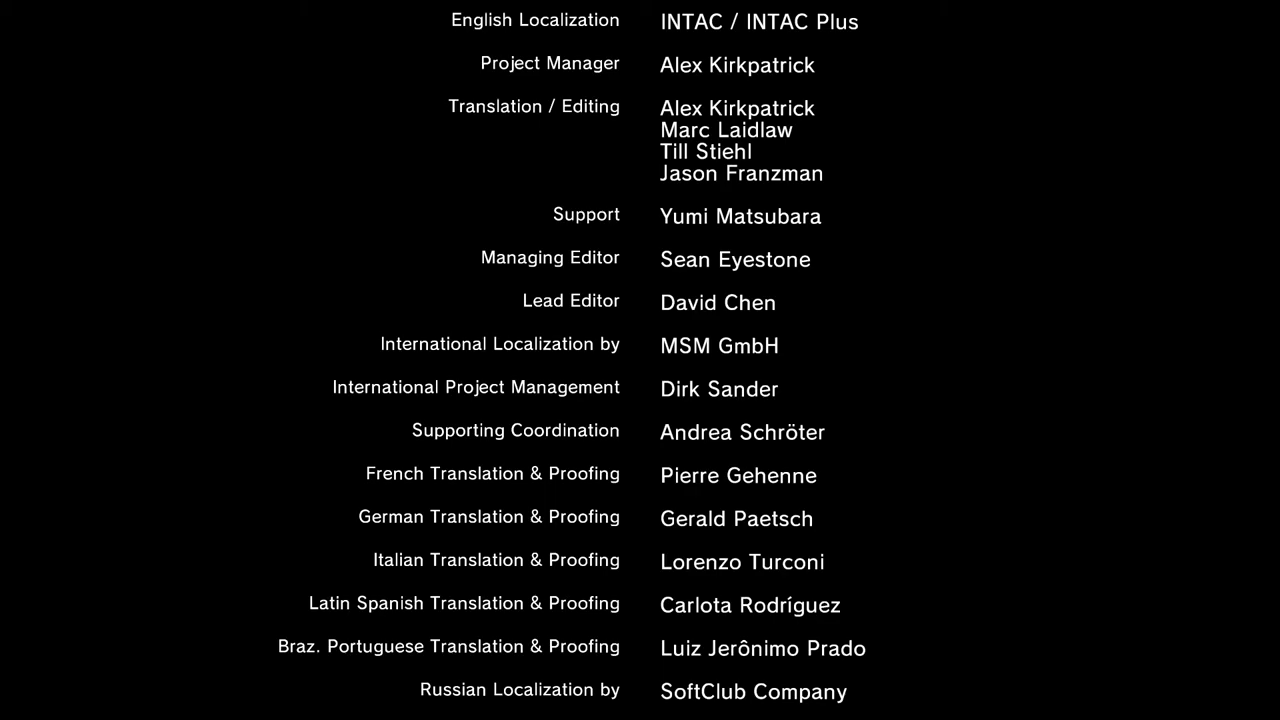 English Localization INTAC / INTAC Plus
Project Manager Alex Kirkpatrick
Translation / Editing Alex Kirkpatrick
Marc Laidlaw
Till Stiehl
Jason Franzman
Support Yumi Matsubara
Managing Editor Sean Eyestone
Lead Editor David Chen
International Localization by MSM GmbH
International Project Management Dirk Sander
Supporting Coordination Andrea Schröter
French Translation & Proofing Pierre Gehenne
German Translation & Proofing Gerald Paetsch
Italian Translation & Proofing Lorenzo Turconi
Latin Spanish Translation & Proofing Carlota Rodríguez
Braz. Portuguese Translation & Proofing Luiz Jerônimo Prado
Russian Localization by SoftClub Company